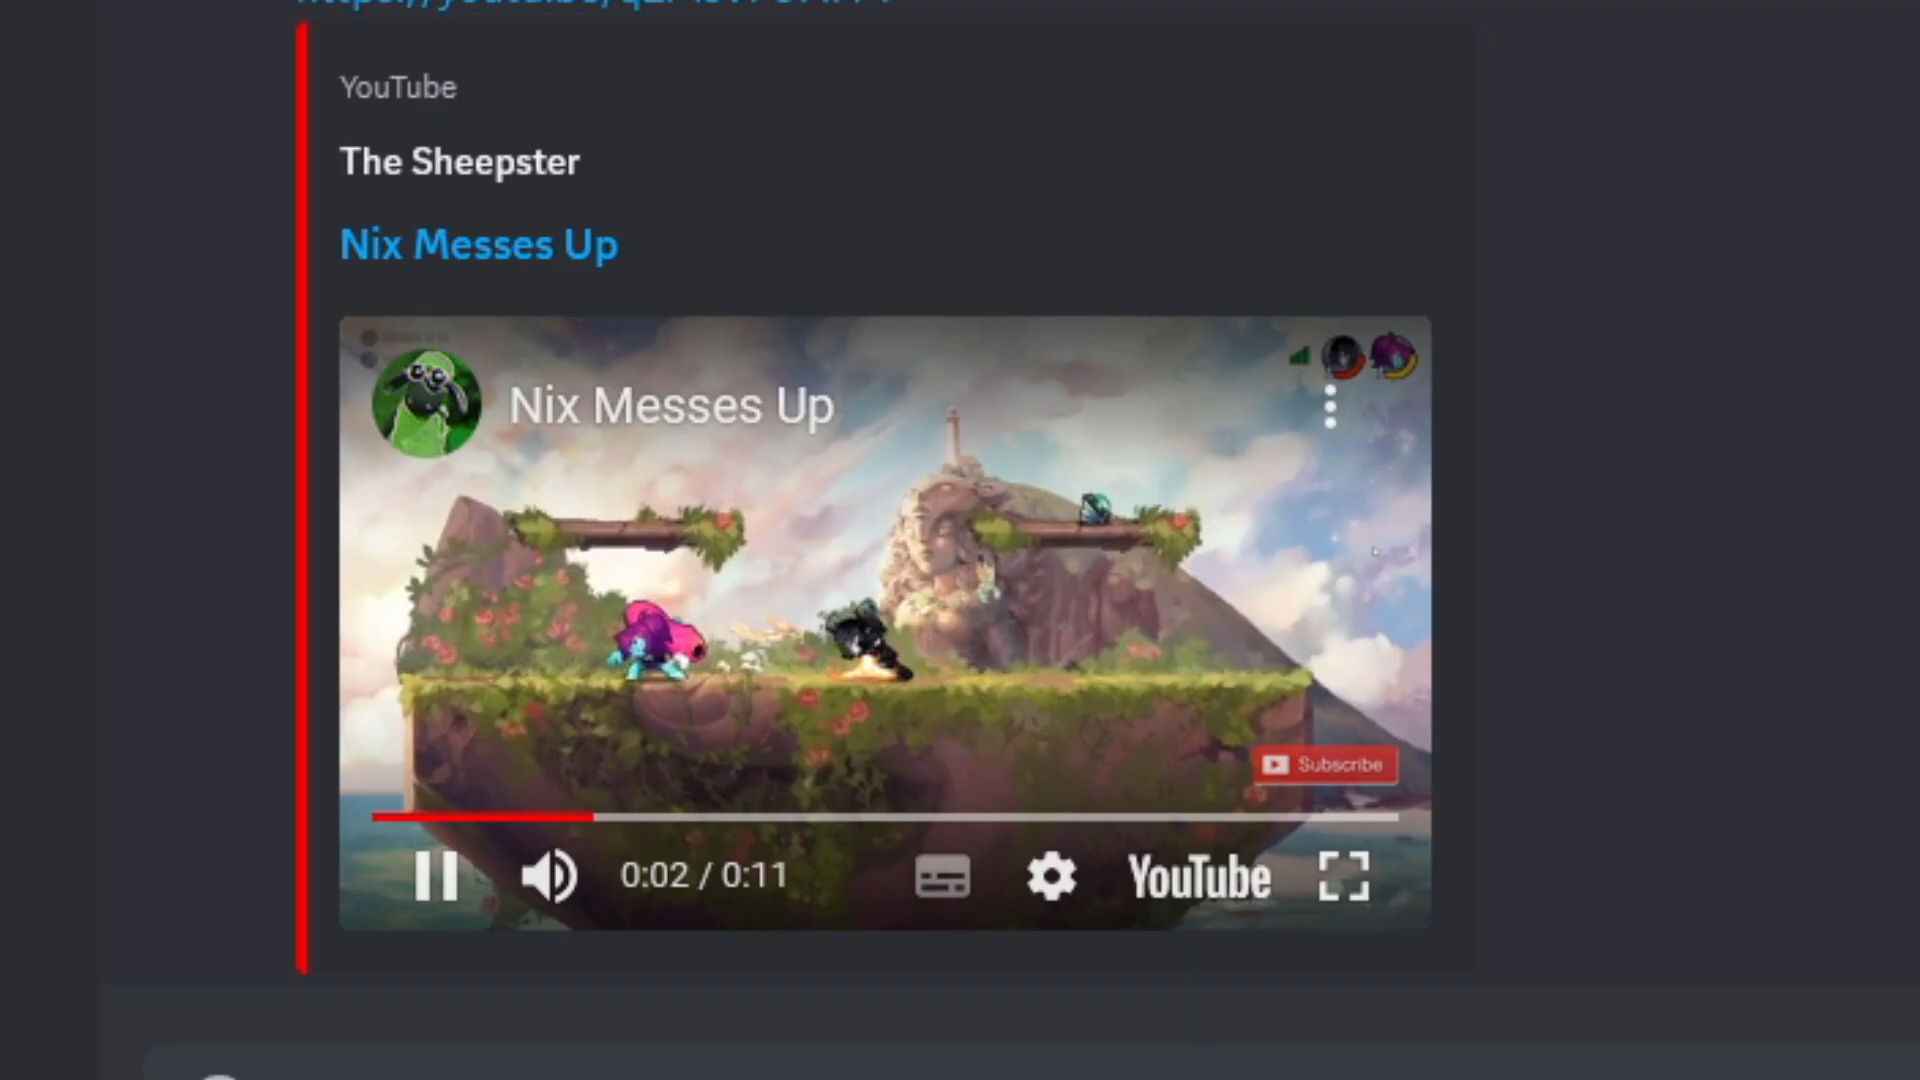 YouTube
The Sheepster
Nix Messes Up
Nix Messes Up
Subscribe
0:02 / 0:11
YouTube